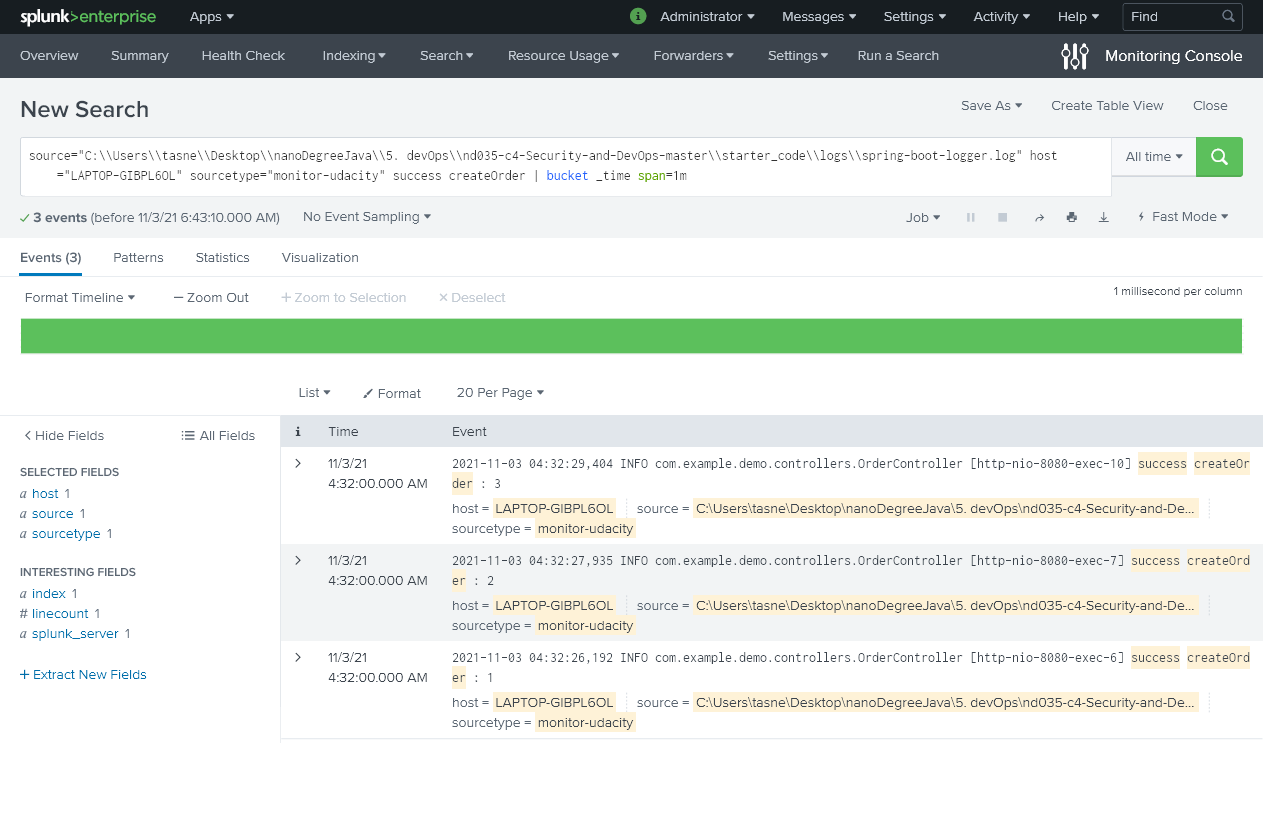 splunk>enterprise Apps Administrator Messages Settings Activity Help Find
Overview Summary Health Check Indexing Search Resource Usage Forwarders Settings Run a Search Monitoring Console
New Search Save As Create Table View Close
source="C:\\Users\\tasne\\Desktop\\nanoDegreeJava\\5. devOps\\nd035-c4-Security-and-DevOps-master\\starter_code\\logs\\spring-boot-logger.log" host
="LAPTOP-GIBPL6OL" sourcetype="monitor-udacity" success createOrder | bucket _time span=1m
All time
3 events (before 11/3/21 6:43:10.000 AM) No Event Sampling Job Fast Mode
Events (3) Patterns Statistics Visualization
Format Timeline — Zoom Out + Zoom to Selection × Deselect 1 millisecond per column
List Format 20 Per Page
< Hide Fields All Fields
SELECTED FIELDS
a host 1
a source 1
a sourcetype 1
INTERESTING FIELDS
a index 1
# linecount 1
a splunk_server 1
+ Extract New Fields
i Time Event
> 11/3/21 2021-11-03 04:32:29,404 INFO com.example.demo.controllers.OrderController [http-nio-8080-exec-10] success createOr
4:32:00.000 AM der : 3
host = LAPTOP-GIBPL6OL source = C:\Users\tasne\Desktop\nanoDegreeJava\5. devOps\nd035-c4-Security-and-De...
sourcetype = monitor-udacity
> 11/3/21 2021-11-03 04:32:27,935 INFO com.example.demo.controllers.OrderController [http-nio-8080-exec-7] success createOrd
4:32:00.000 AM er : 2
host = LAPTOP-GIBPL6OL source = C:\Users\tasne\Desktop\nanoDegreeJava\5. devOps\nd035-c4-Security-and-De...
sourcetype = monitor-udacity
> 11/3/21 2021-11-03 04:32:26,192 INFO com.example.demo.controllers.OrderController [http-nio-8080-exec-6] success createOrd
4:32:00.000 AM er : 1
host = LAPTOP-GIBPL6OL source = C:\Users\tasne\Desktop\nanoDegreeJava\5. devOps\nd035-c4-Security-and-De...
sourcetype = monitor-udacity